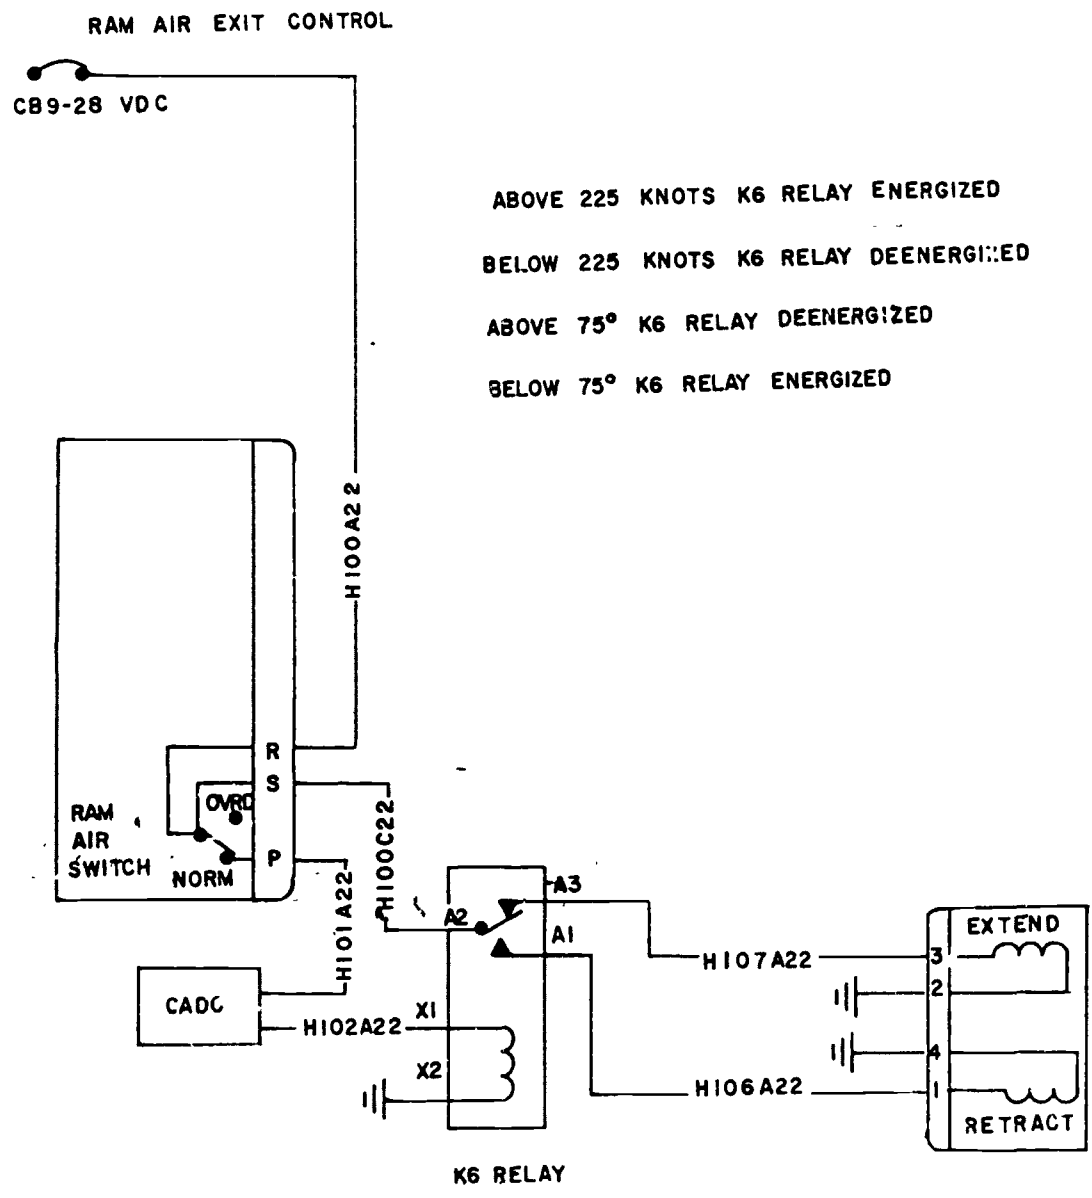 RAM AIR EXIT CONTROL
CB9-28 VDC
ABOVE 225 KNOTS K6 RELAY ENERGIZED
BELOW 225 KNOTS K6 RELAY DEENERGIZED
ABOVE 75° K6 RELAY DEENERGIZED
BELOW 75° K6 RELAY ENERGIZED
H100A22
R
S
OVRD
RAM
AIR
SWITCH
P
NORM
H100C22
H101A22
A3
A2
A1
EXTEND
3
H107A22
2
CADC
X1
H102A22
4
X2
H106A22
1
RETRACT
K6 RELAY